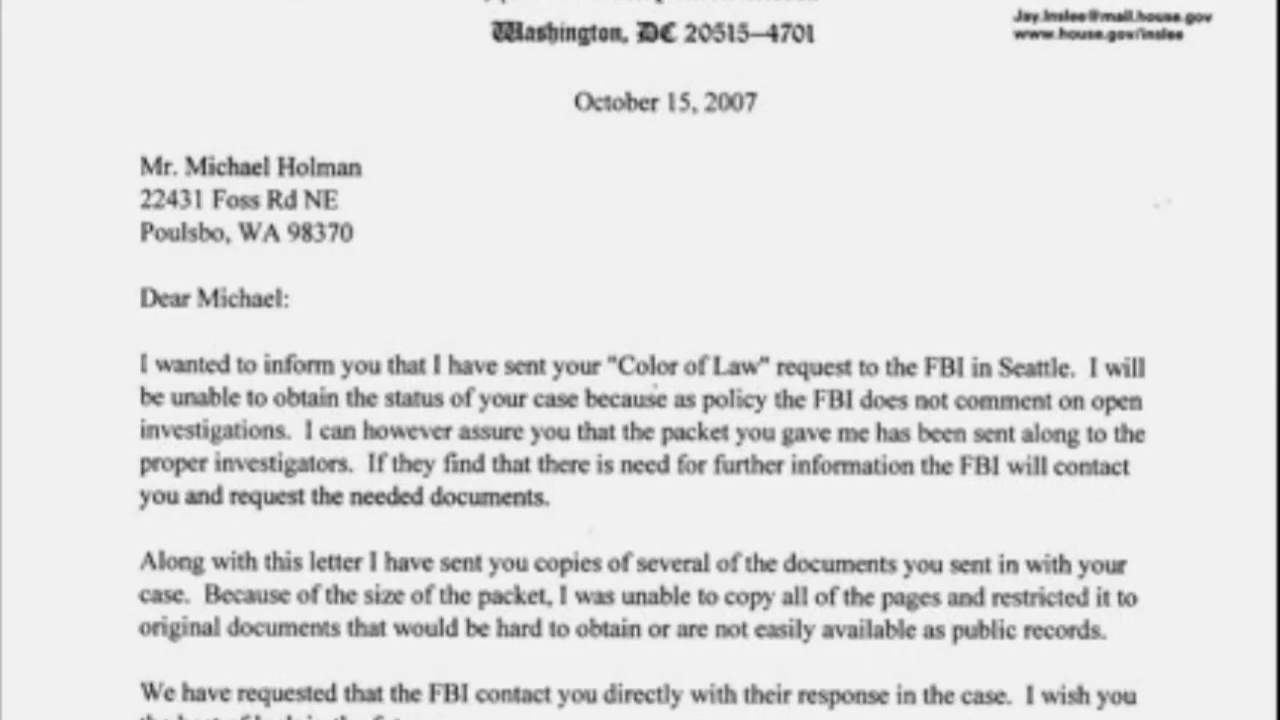 Jay.Inslee@mail.house.gov
Washington, DC 20515–4701
www.house.gov/inslee
October 15, 2007
Mr. Michael Holman
22431 Foss Rd NE
Poulsbo, WA 98370
Dear Michael:
I wanted to inform you that I have sent your "Color of Law" request to the FBI in Seattle. I will
be unable to obtain the status of your case because as policy the FBI does not comment on open
investigations. I can however assure you that the packet you gave me has been sent along to the
proper investigators. If they find that there is need for further information the FBI will contact
you and request the needed documents.
Along with this letter I have sent you copies of several of the documents you sent in with your
case. Because of the size of the packet, I was unable to copy all of the pages and restricted it to
original documents that would be hard to obtain or are not easily available as public records.
We have requested that the FBI contact you directly with their response in the case. I wish you